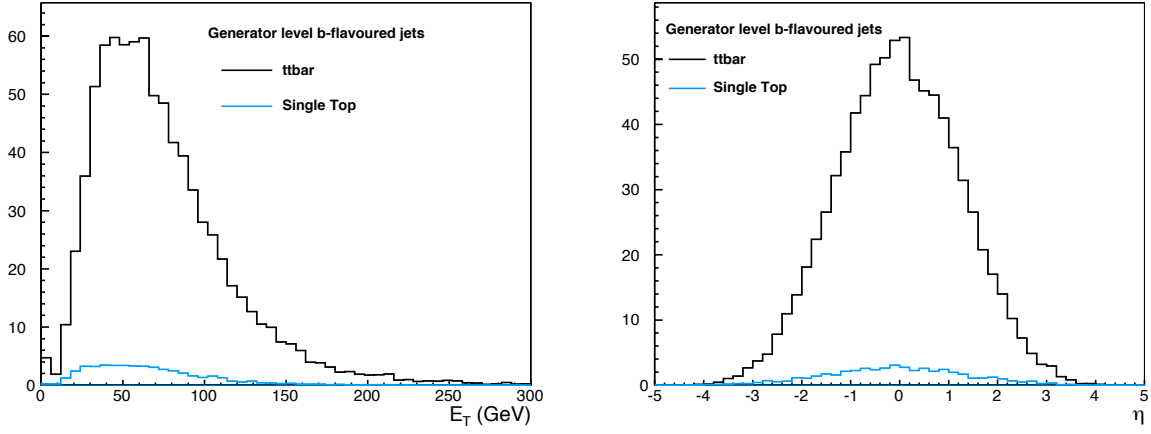 Generator level b-flavoured jets
ttbar
Single Top
60
50
40
30
20
10
0
0 50 100 150 200 250 300
E_T (GeV)
Generator level b-flavoured jets
ttbar
Single Top
50
40
30
20
10
0
-5 -4 -3 -2 -1 0 1 2 3 4 5
η